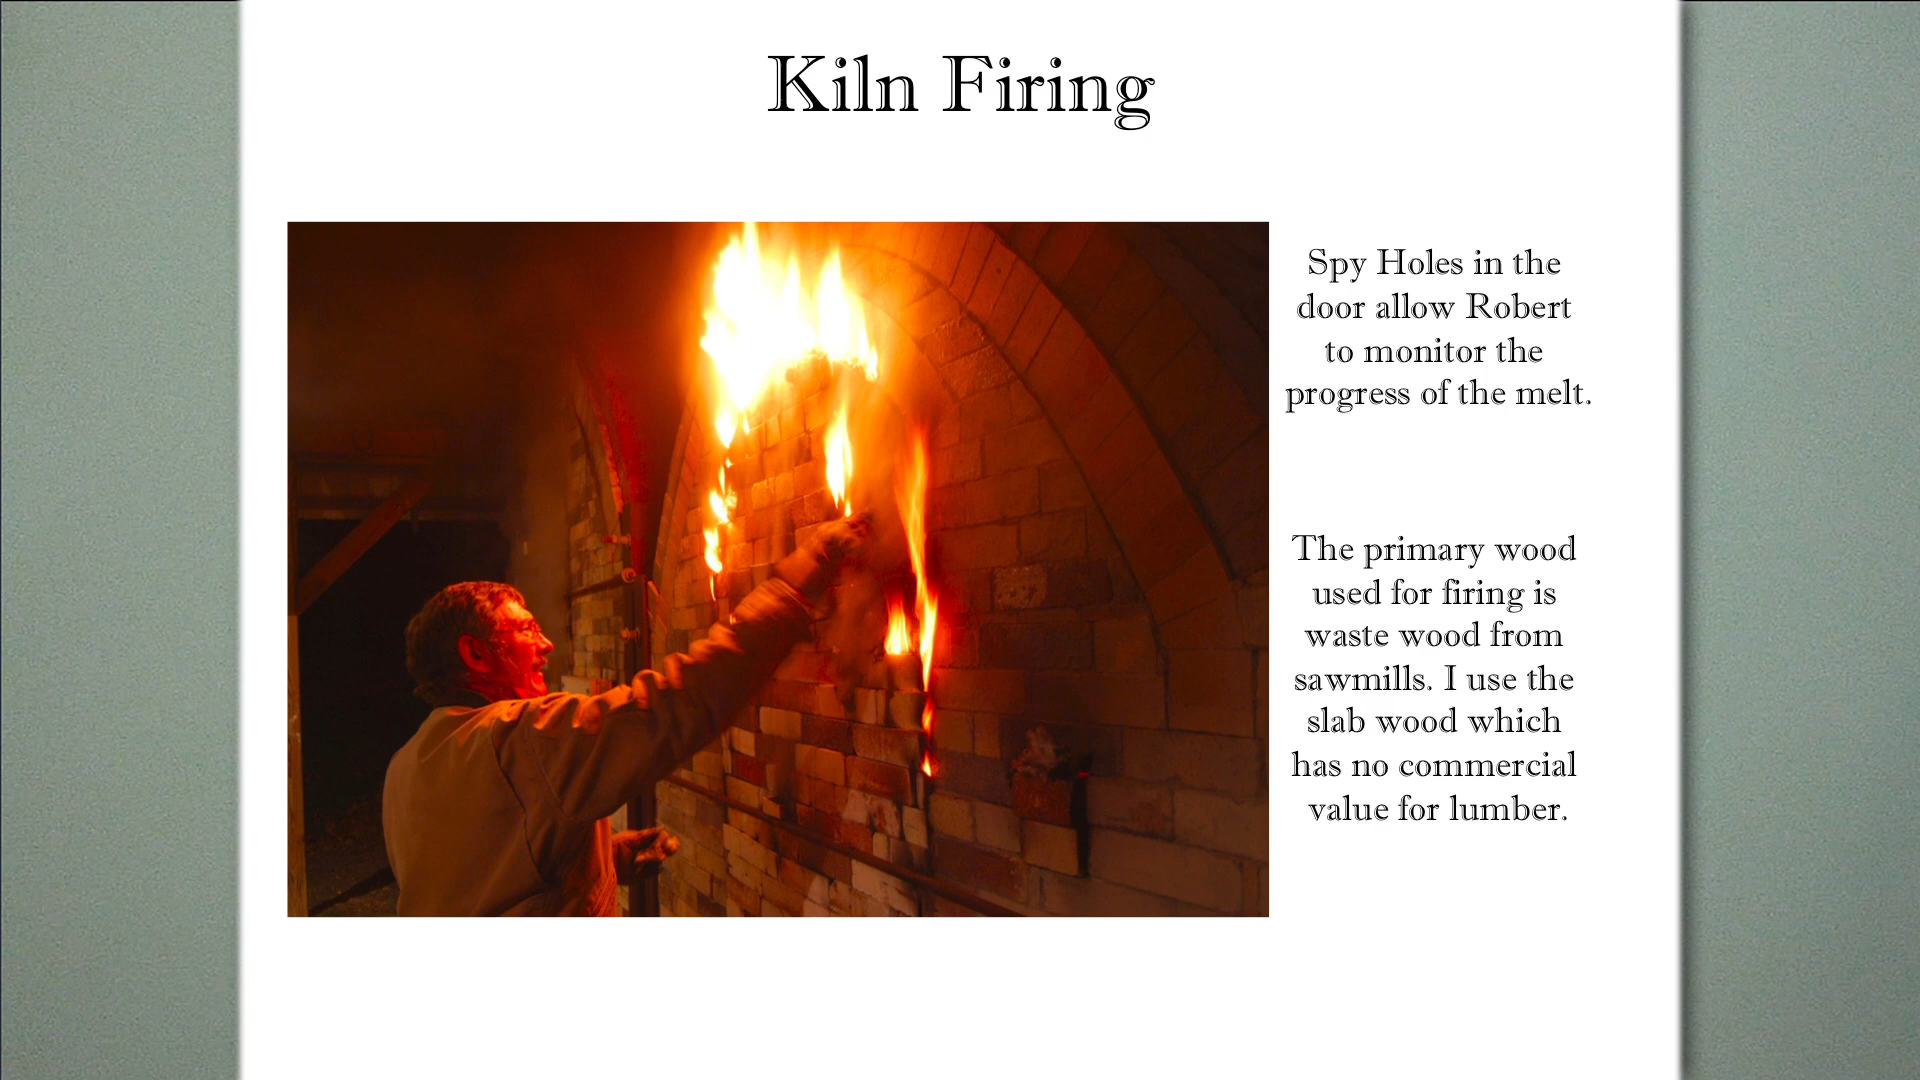 Kiln Firing
Spy Holes in the
door allow Robert
to monitor the
progress of the melt.
The primary wood
used for firing is
waste wood from
sawmills. I use the
slab wood which
has no commercial
value for lumber.